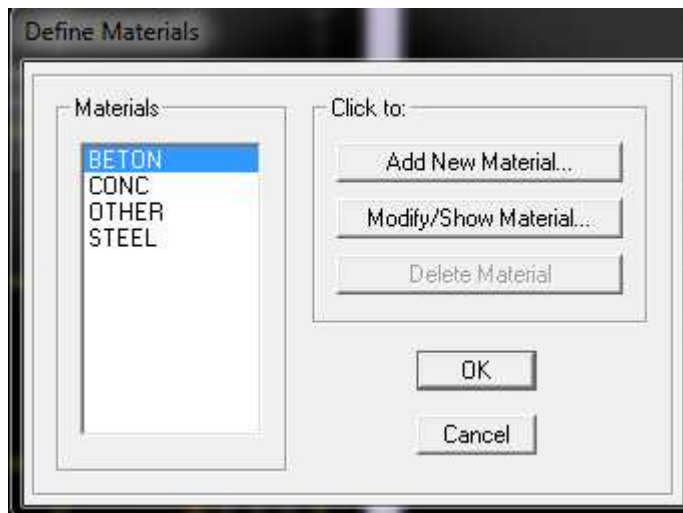 Define Materials
Materials
BETON
CONC
OTHER
STEEL
Click to:
Add New Material...
Modify/Show Material...
Delete Material
OK
Cancel